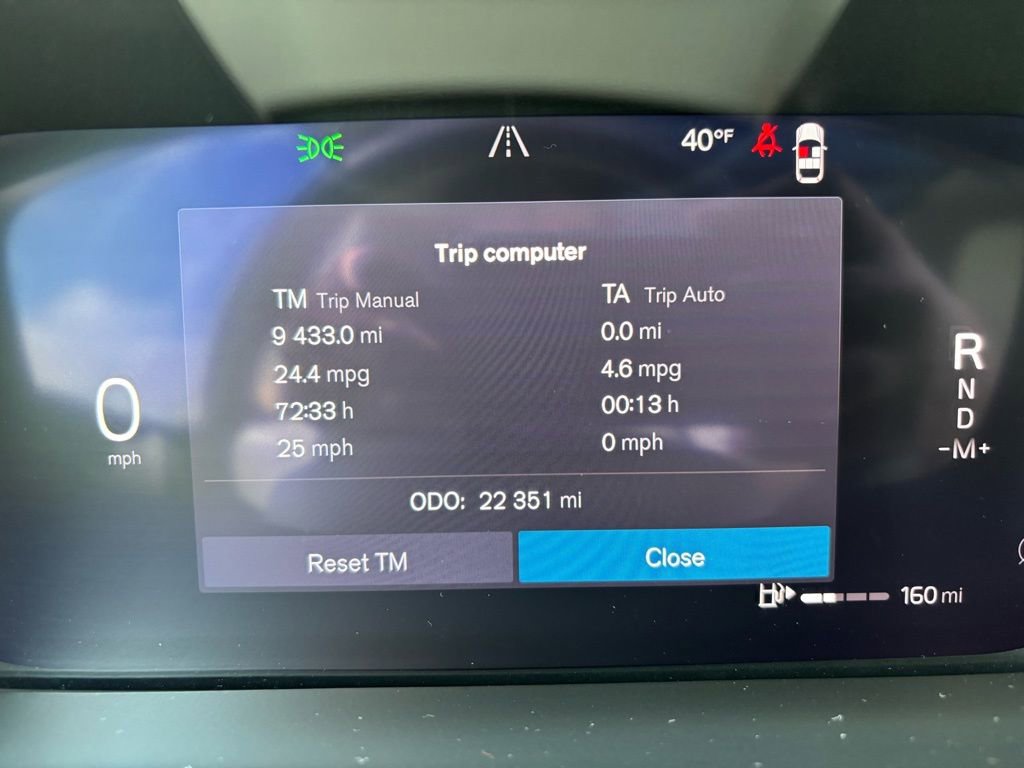 40°F
Trip computer
TM Trip Manual
9 433.0 mi
24.4 mpg
72:33 h
25 mph
TA Trip Auto
0.0 mi
4.6 mpg
00:13 h
0 mph
ODO: 22 351 mi
Reset TM
Close
0
mph
R
N
D
-M+
160 mi